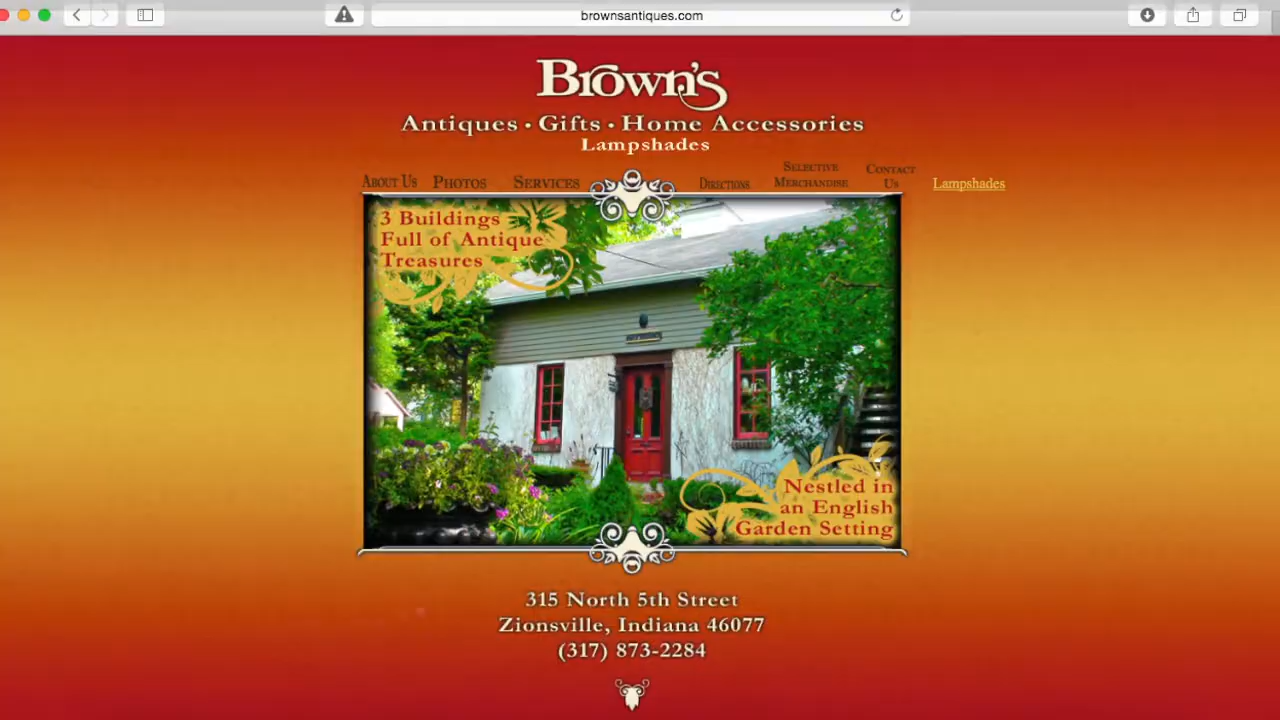 brownsantiques.com
Brown's
Antiques • Gifts • Home Accessories
Lampshades
About Us
Photos
Services
Directions
Selective
Merchandise
Contact
Us
Lampshades
3 Buildings
Full of Antique
Treasures
Nestled in
an English
Garden Setting
315 North 5th Street
Zionsville, Indiana 46077
(317) 873-2284